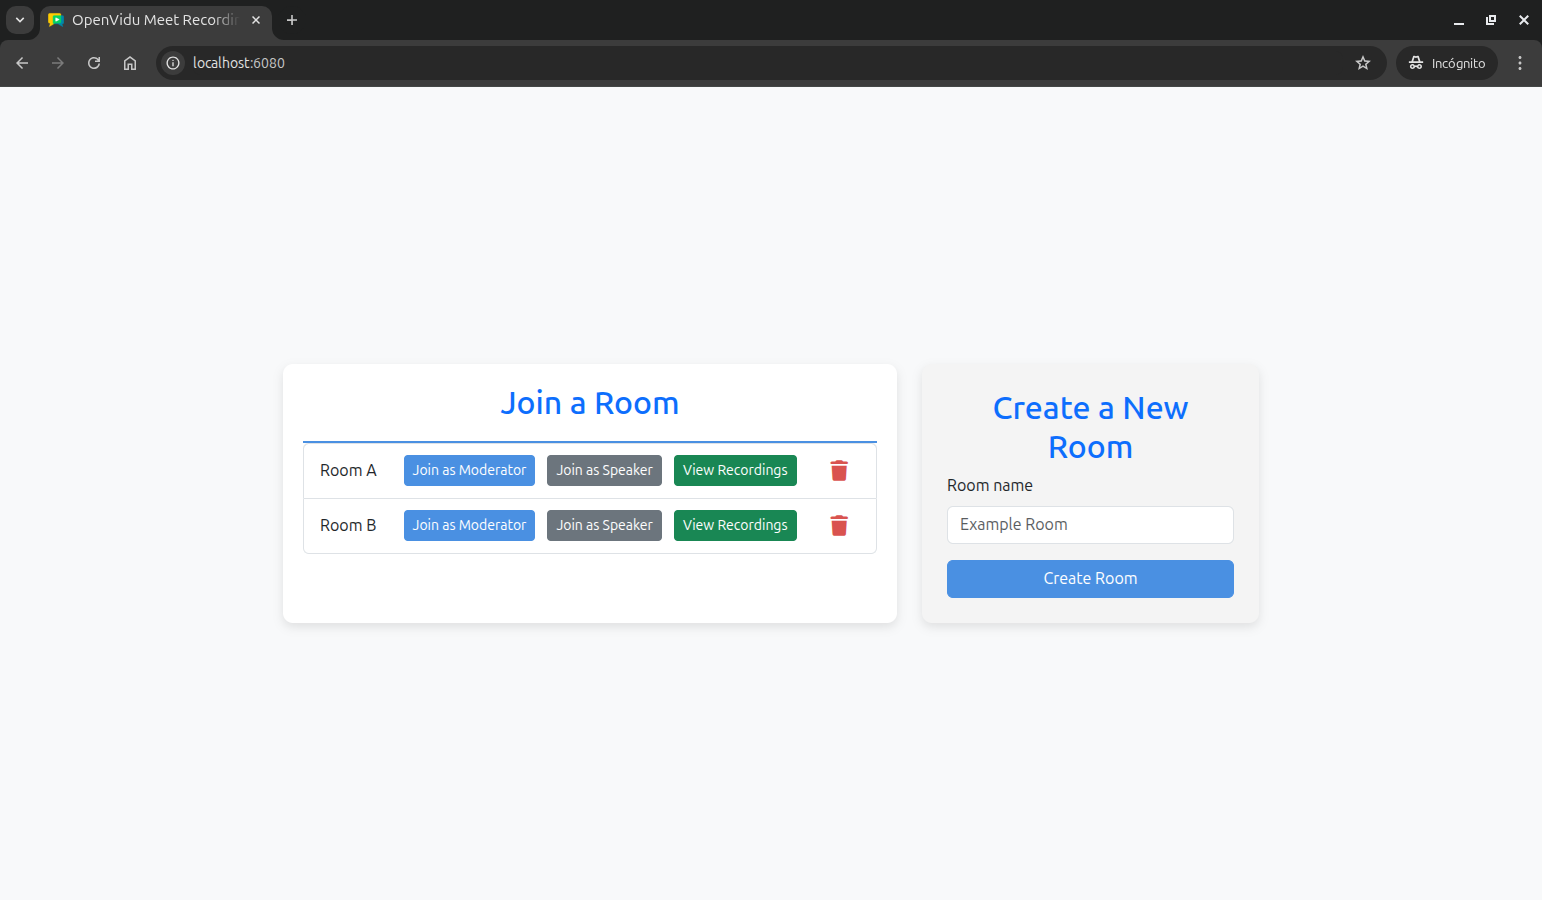 OpenVidu Meet Recordin
localhost:6080
Incógnito
Join a Room
Room A Join as Moderator Join as Speaker View Recordings
Room B Join as Moderator Join as Speaker View Recordings
Create a New
Room
Room name
Example Room
Create Room